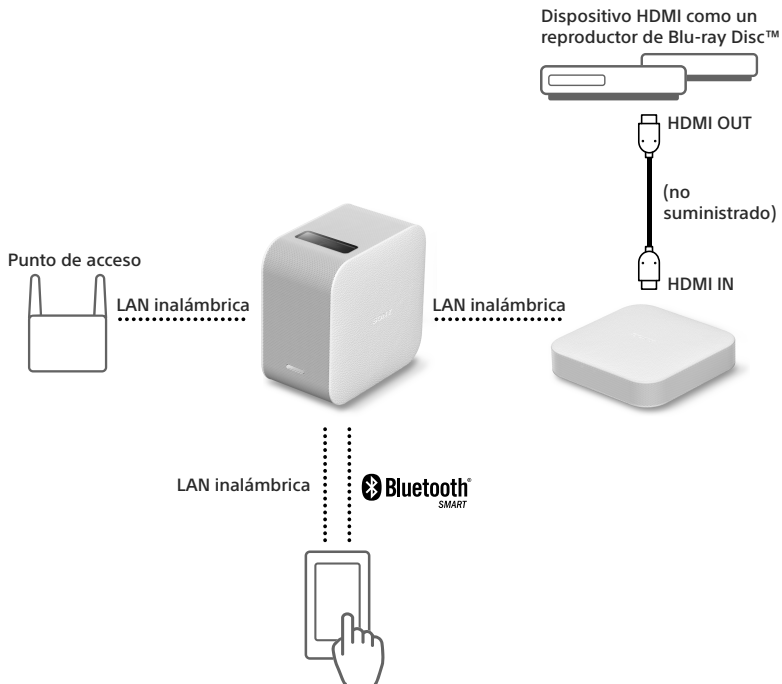 Dispositivo HDMI como un
reproductor de Blu-ray Disc™
HDMI OUT
(no
suministrado)
HDMI IN
Punto de acceso
LAN inalámbrica
LAN inalámbrica
LAN inalámbrica
Bluetooth®
SMART